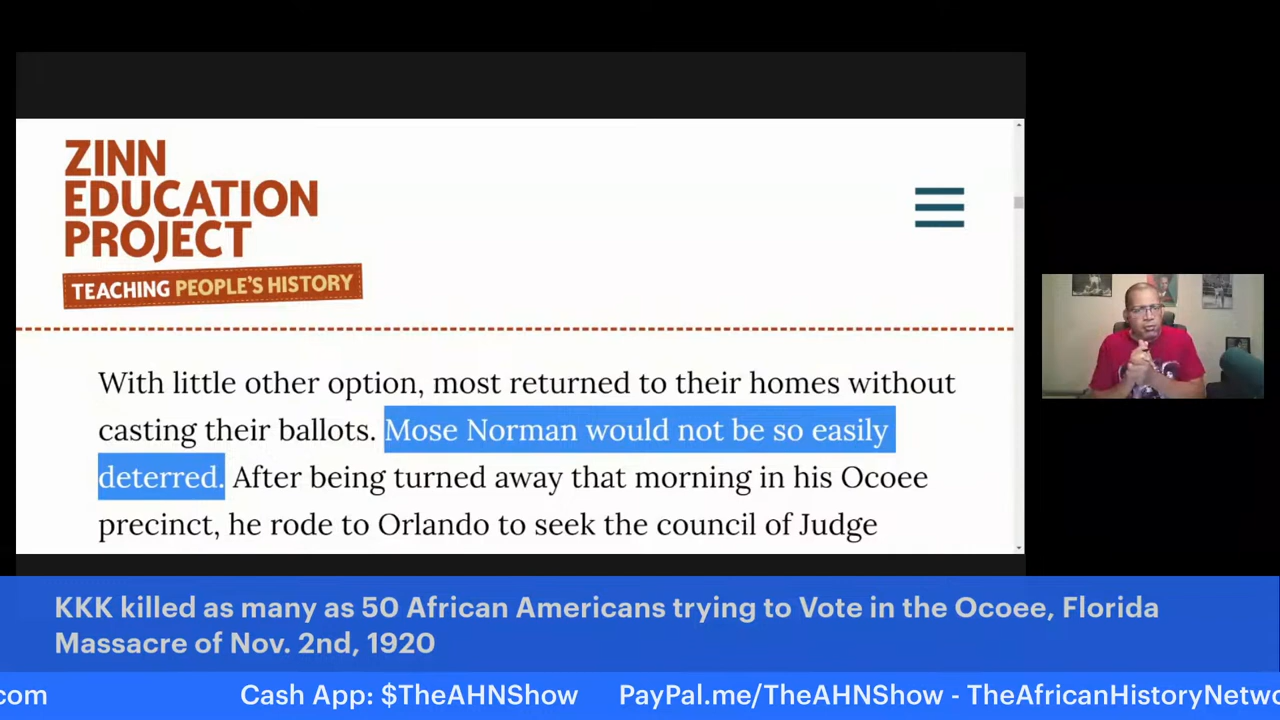 ZINN
EDUCATION
PROJECT
TEACHING PEOPLE'S HISTORY
With little other option, most returned to their homes without
casting their ballots. Mose Norman would not be so easily
deterred. After being turned away that morning in his Ocoee
precinct, he rode to Orlando to seek the council of Judge
KKK killed as many as 50 African Americans trying to Vote in the Ocoee, Florida
Massacre of Nov. 2nd, 1920
.com Cash App: $TheAHNShow PayPal.me/TheAHNShow - TheAfricanHistoryNetwo